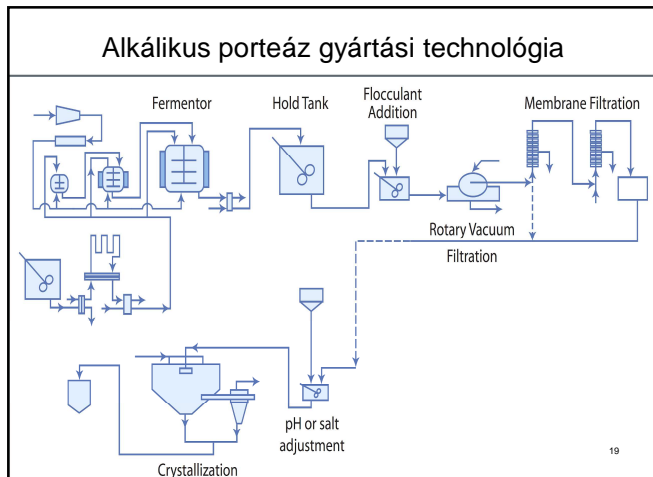 Alkálikus porteáz gyártási technológia
Fermentor
Hold Tank
Flocculant
Addition
Membrane Filtration
Rotary Vacuum
Filtration
pH or salt
adjustment
Crystallization
19